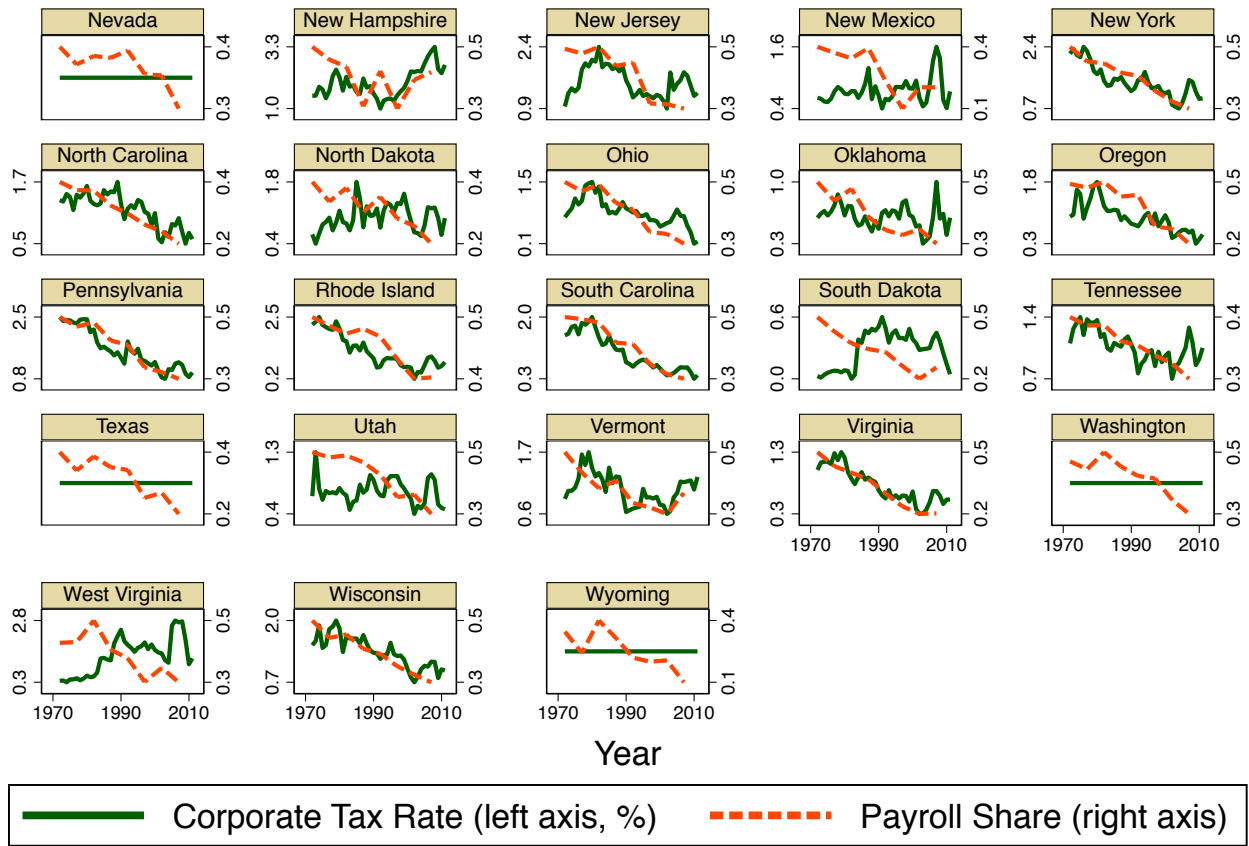 Nevada New Hampshire New Jersey New Mexico New York
0.3 0.4 1.0 3.3 0.3 0.5 0.9 2.4 0.3 0.5 0.4 1.6 0.1 0.4 0.7 2.4 0.3 0.5
North Carolina North Dakota Ohio Oklahoma Oregon
0.5 1.7 0.2 0.4 0.4 1.8 0.2 0.4 0.1 1.5 0.3 0.5 0.3 1.0 0.3 0.4 0.3 1.8 0.2 0.5
Pennsylvania Rhode Island South Carolina South Dakota Tennessee
0.8 2.5 0.3 0.5 0.2 2.3 0.4 0.5 0.3 2.0 0.3 0.5 0.0 0.6 0.2 0.5 0.7 1.4 0.3 0.4
Texas Utah Vermont Virginia Washington
0.2 0.4 0.4 1.3 0.3 0.5 0.6 1.7 0.3 0.5 0.3 1.3 0.2 0.4 0.3 0.5
1970 1990 2010 1970 1990 2010
West Virginia Wisconsin Wyoming
0.3 2.8 0.3 0.5 0.7 2.0 0.3 0.5 0.1 0.4
1970 1990 2010 1970 1990 2010 1970 1990 2010
Year
Corporate Tax Rate (left axis, %) Payroll Share (right axis)